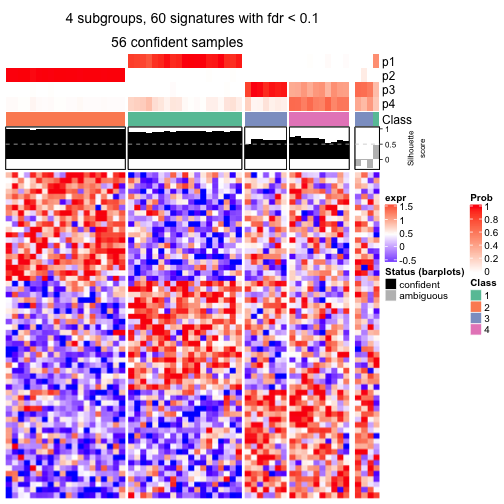 4 subgroups, 60 signatures with fdr < 0.1
56 confident samples
p1
p2
p3
p4
Class
1
0.5
0
Silhouette
score
expr
1.5
1
0.5
0
-0.5
Status (barplots)
confident
ambiguous
Prob
1
0.8
0.6
0.4
0.2
0
Class
1
2
3
4